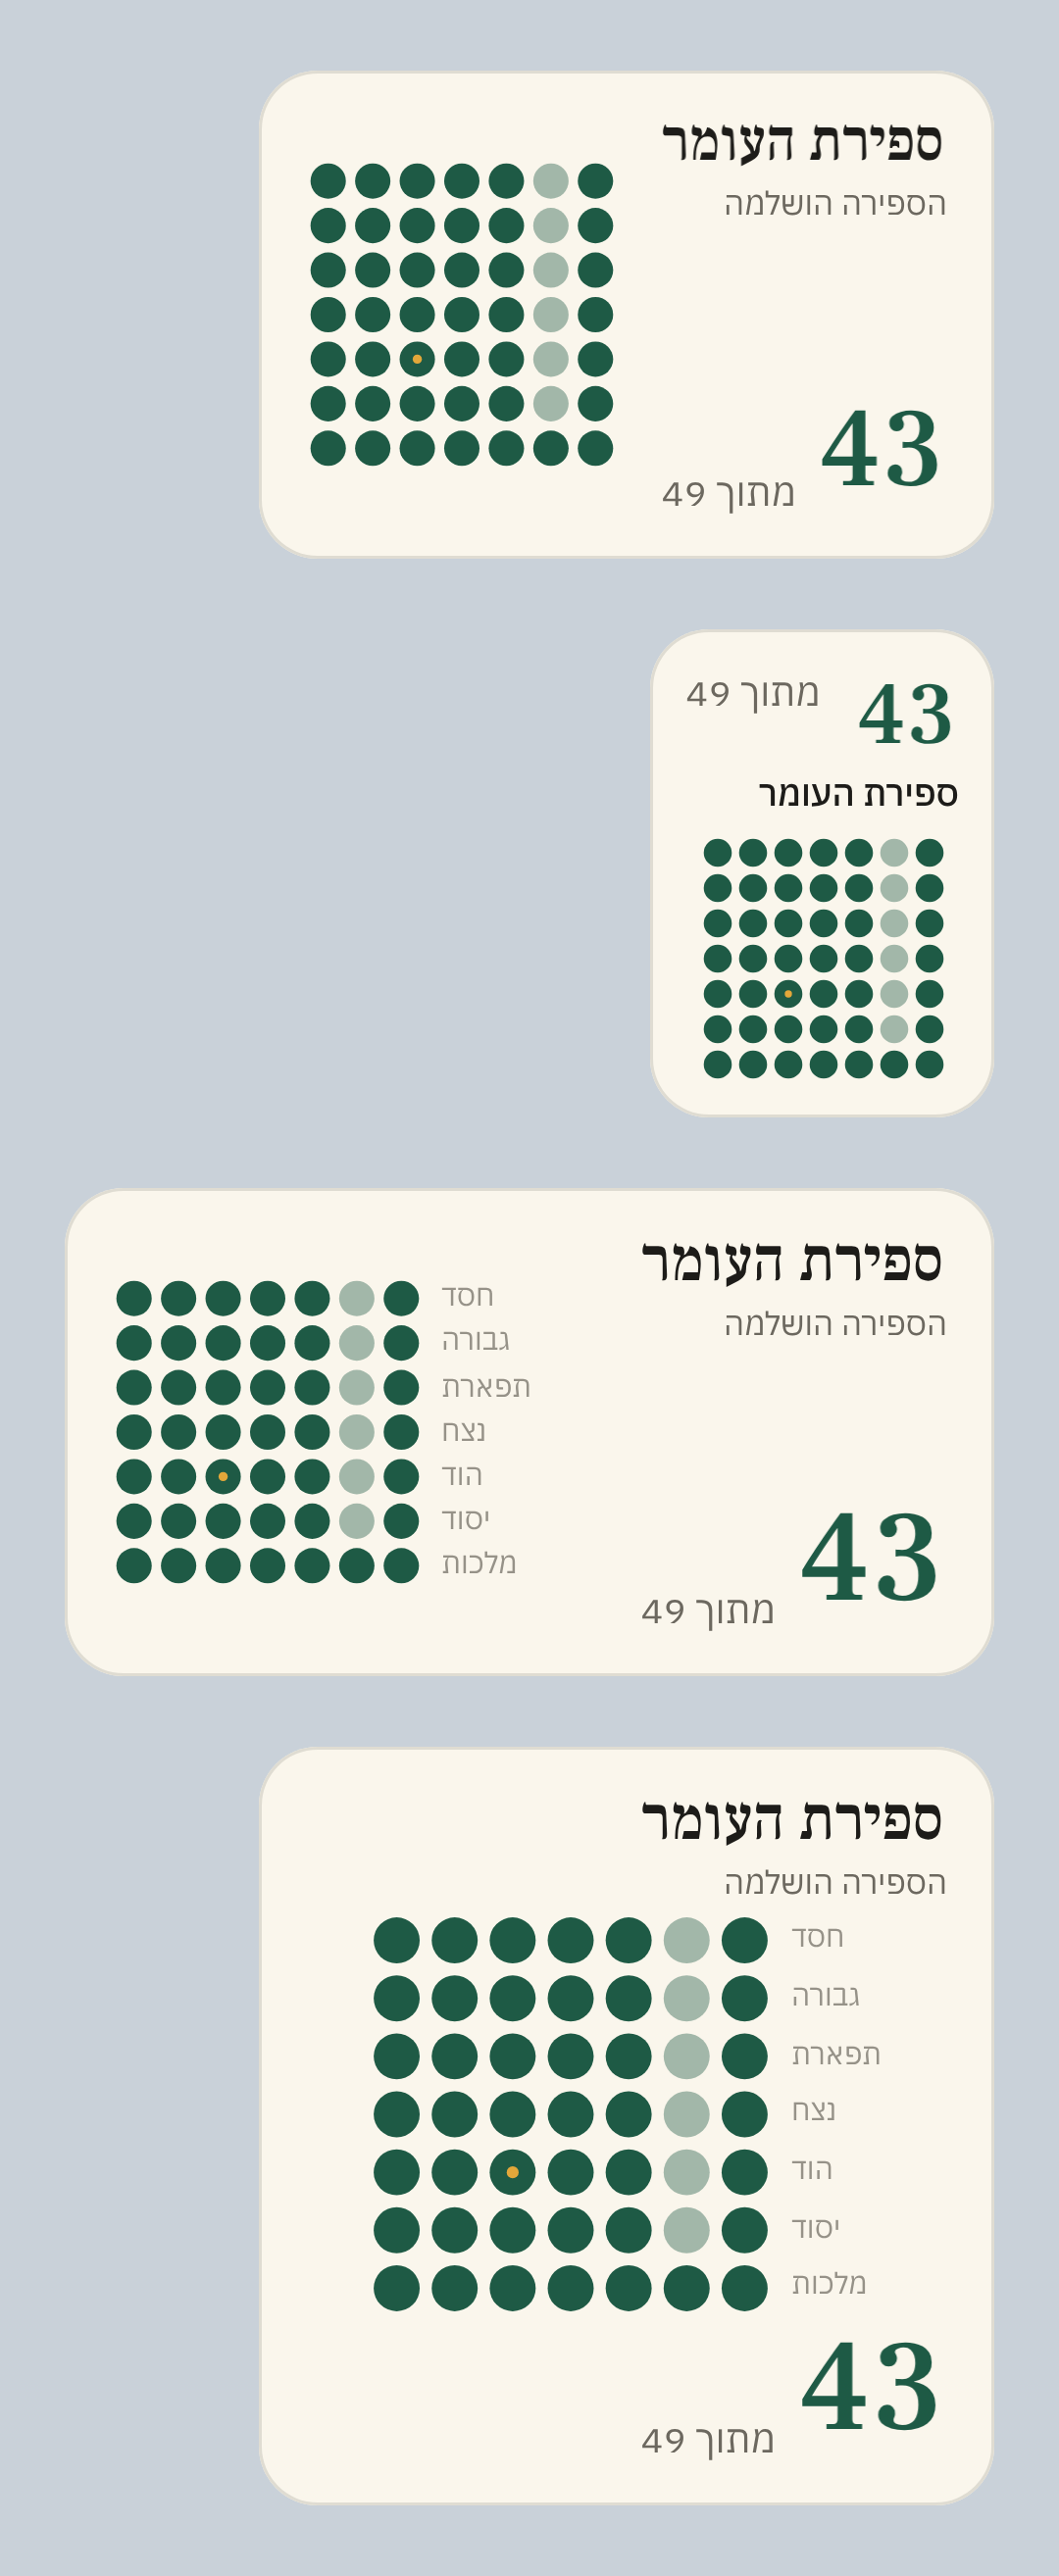 ספירת העומר
הספירה הושלמה
43 מתוך 49
43 מתוך 49
ספירת העומר
ספירת העומר
הספירה הושלמה
חסד
גבורה
תפארת
נצח
הוד
יסוד
מלכות
43 מתוך 49
ספירת העומר
הספירה הושלמה
חסד
גבורה
תפארת
נצח
הוד
יסוד
מלכות
43 מתוך 49